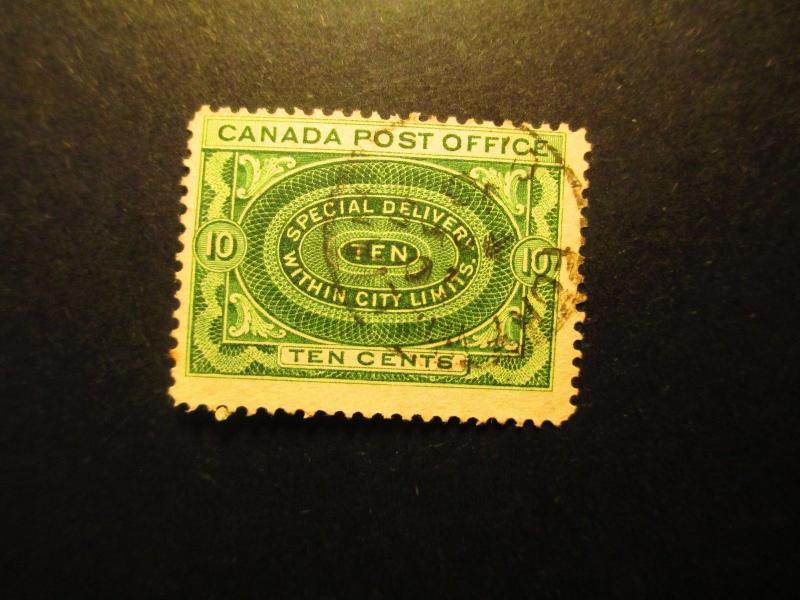 CANADA POST OFFICE
SPECIAL DELIVERY
10 TEN 10
WITHIN CITY LIMITS.
TEN CENTS